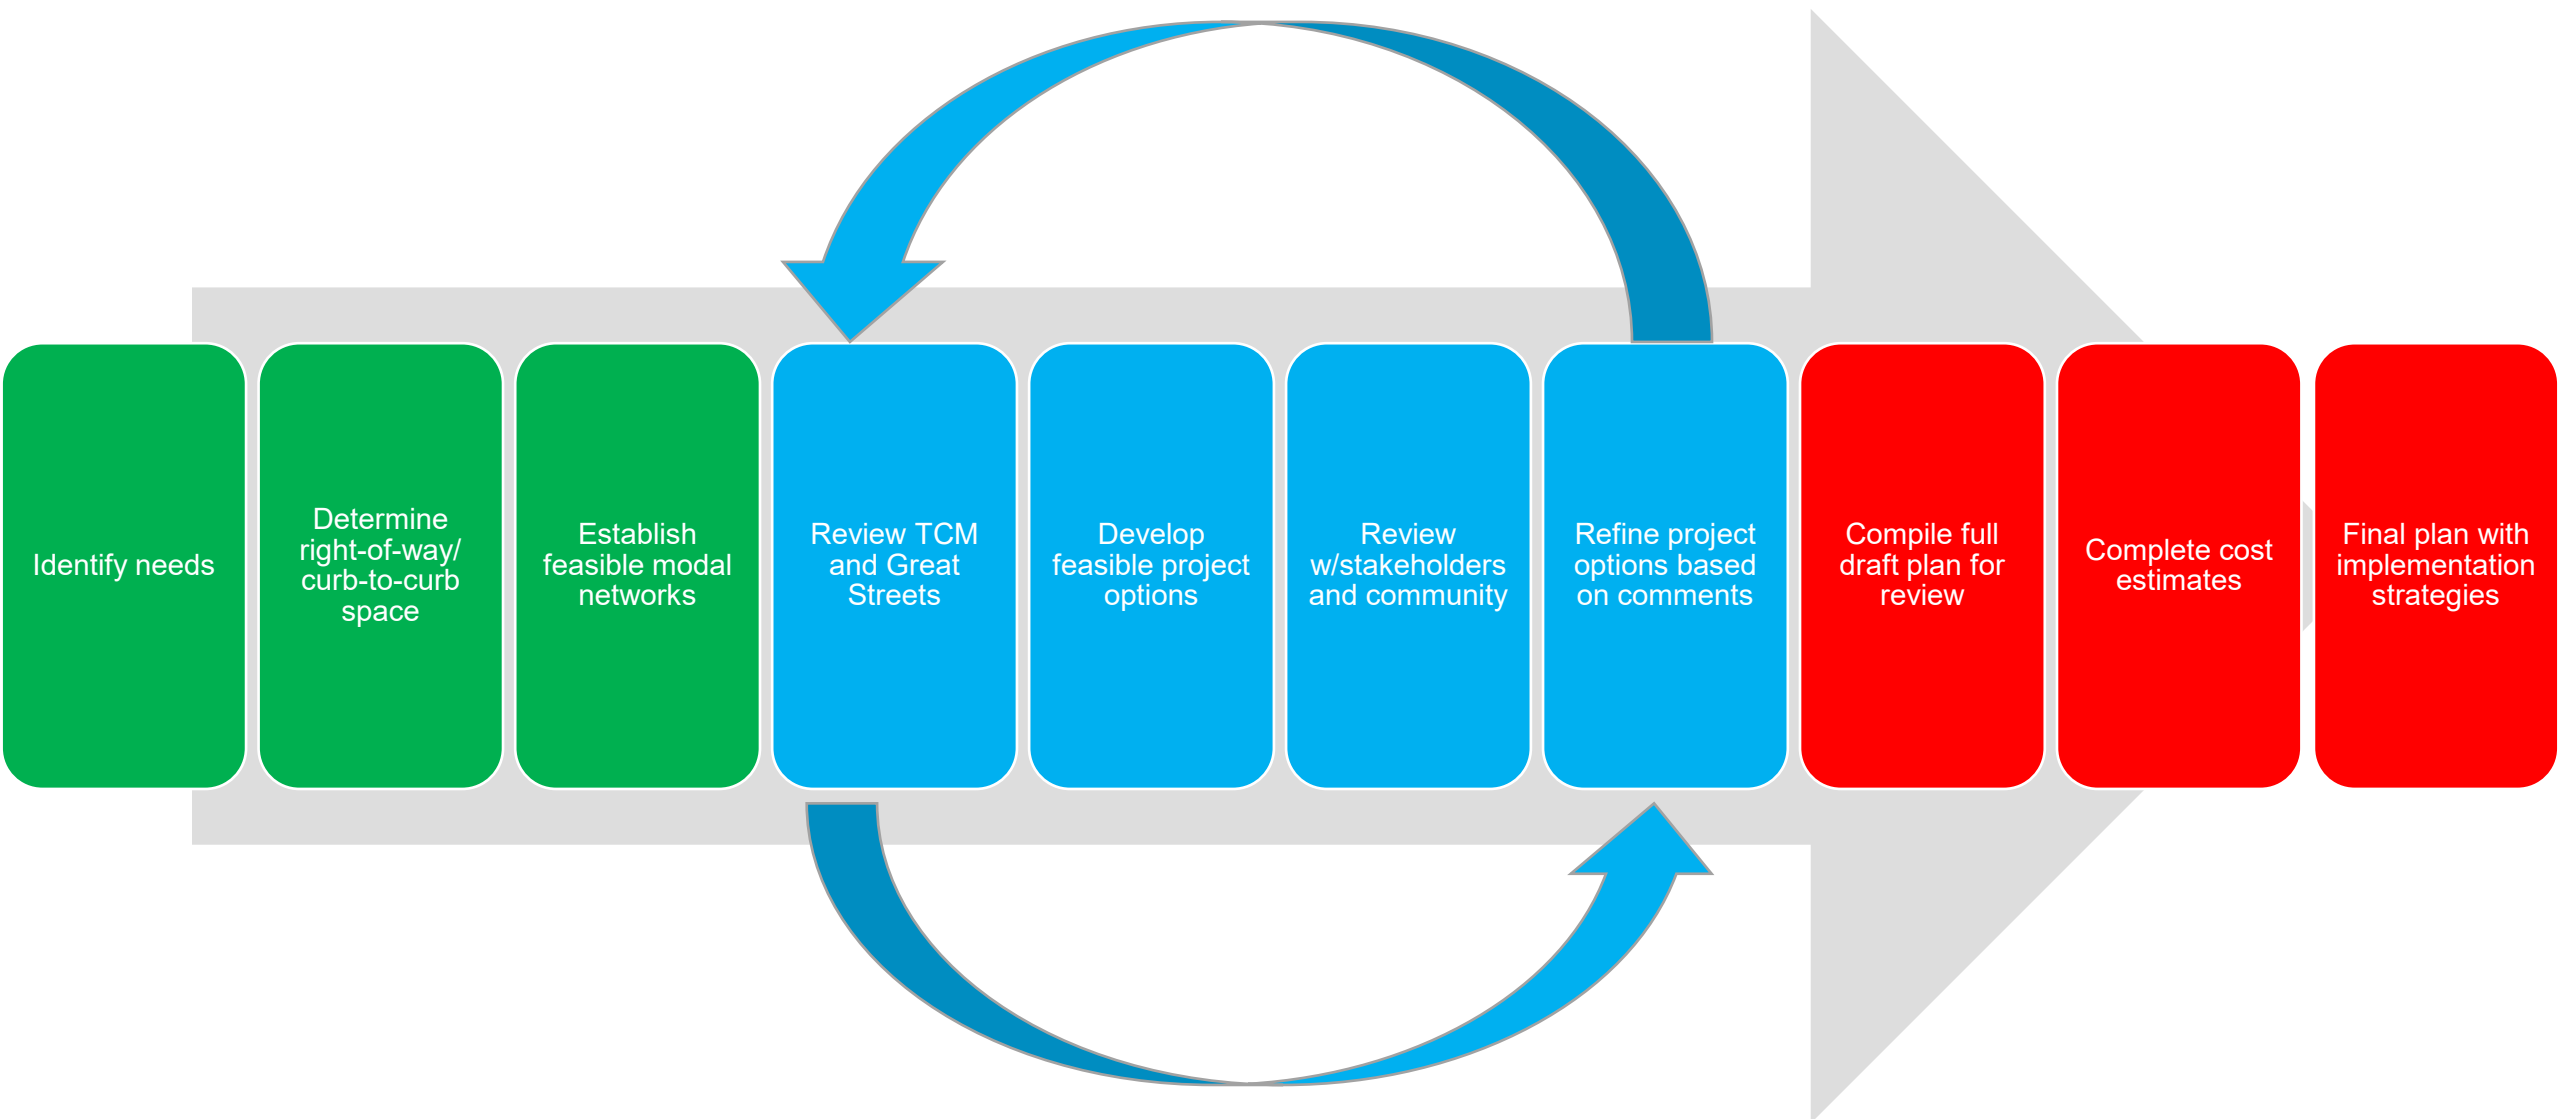 Identify needs
Determine
right-of-way/
curb-to-curb
space
Establish
feasible modal
networks
Review TCM
and Great
Streets
Develop
feasible project
options
Review
w/stakeholders
and community
Refine project
options based
on comments
Compile full
draft plan for
review
Complete cost
estimates
Final plan with
implementation
strategies